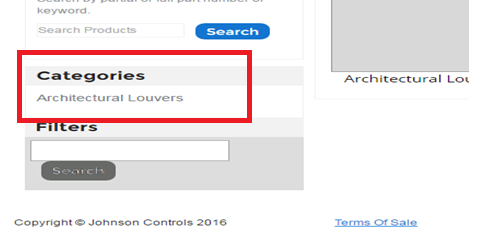 Search by partial or full part number or
keyword.
Search Products
Search
Categories
Architectural Louvers
Architectural Lou
Filters
Search
Copyright © Johnson Controls 2016
Terms Of Sale